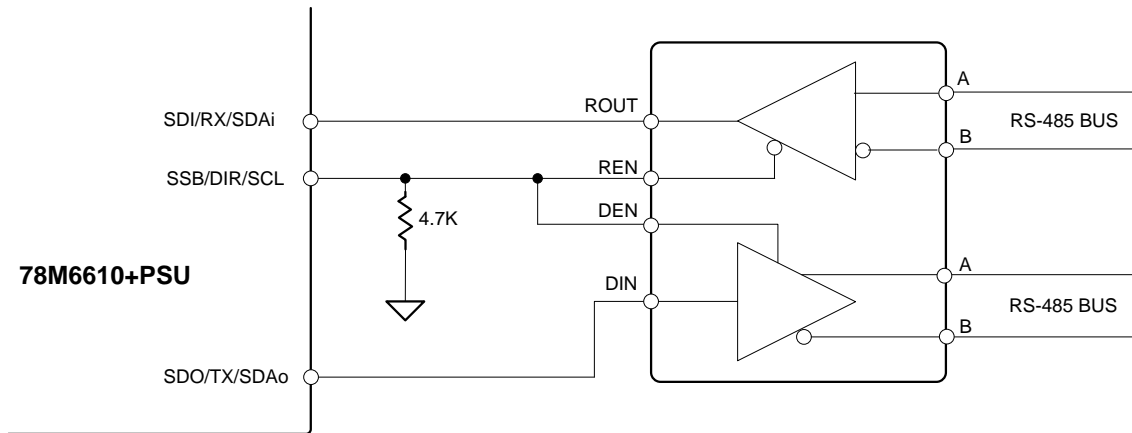 A
SDI/RX/SDAi
ROUT
RS-485 BUS
B
SSB/DIR/SCL
REN
4.7K
DEN
78M6610+PSU
DIN
A
RS-485 BUS
B
SDO/TX/SDAo